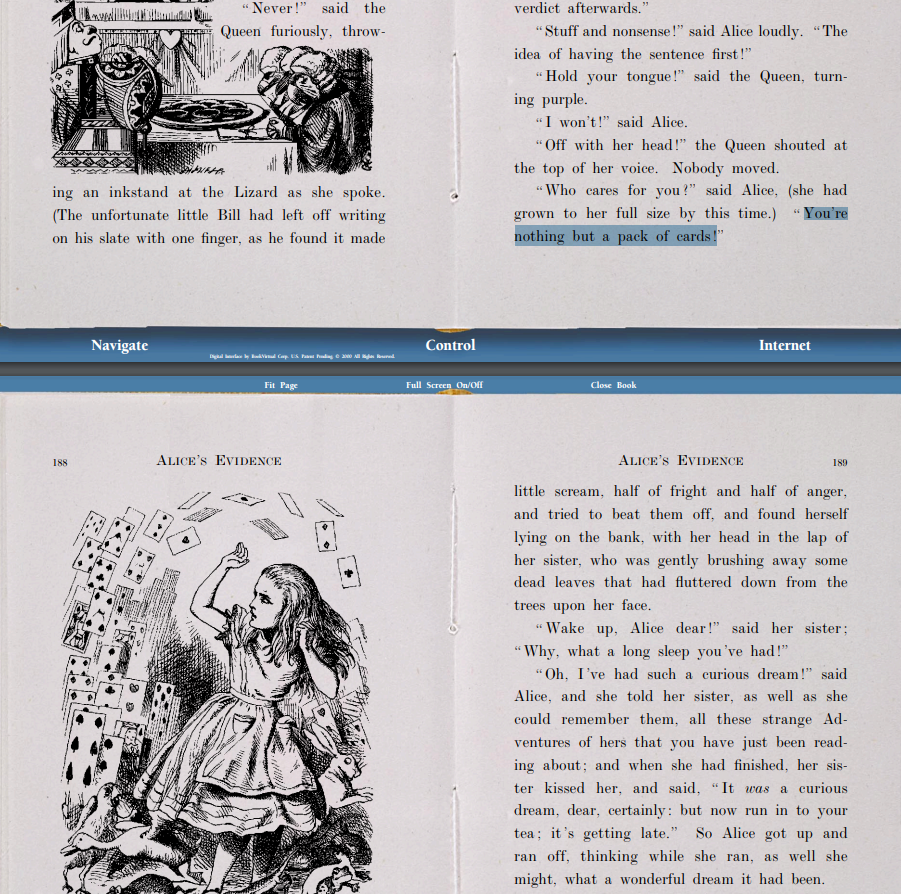 “Never!” said the
Queen furiously, throw-
ing an inkstand at the Lizard as she spoke.
(The unfortunate little Bill had left off writing
on his slate with one finger, as he found it made
verdict afterwards.”
“Stuff and nonsense!” said Alice loudly. “The
idea of having the sentence first!”
“Hold your tongue!” said the Queen, turn-
ing purple.
“I won’t!” said Alice.
“Off with her head!” the Queen shouted at
the top of her voice. Nobody moved.
“Who cares for you?” said Alice, (she had
grown to her full size by this time.) “You’re
nothing but a pack of cards!”
Navigate
Digital Interface by BookVirtual Corp. U.S. Patent Pending. © 2000 All Rights Reserved.
Control
Internet
Fit Page
Full Screen On/Off
Close Book
188
ALICE’S EVIDENCE
ALICE’S EVIDENCE
189
little scream, half of fright and half of anger,
and tried to beat them off, and found herself
lying on the bank, with her head in the lap of
her sister, who was gently brushing away some
dead leaves that had fluttered down from the
trees upon her face.
“Wake up, Alice dear!” said her sister;
“Why, what a long sleep you’ve had!”
“Oh, I’ve had such a curious dream!” said
Alice, and she told her sister, as well as she
could remember them, all these strange Ad-
ventures of hers that you have just been read-
ing about; and when she had finished, her sis-
ter kissed her, and said, “It was a curious
dream, dear, certainly: but now run in to your
tea; it’s getting late.” So Alice got up and
ran off, thinking while she ran, as well she
might, what a wonderful dream it had been.